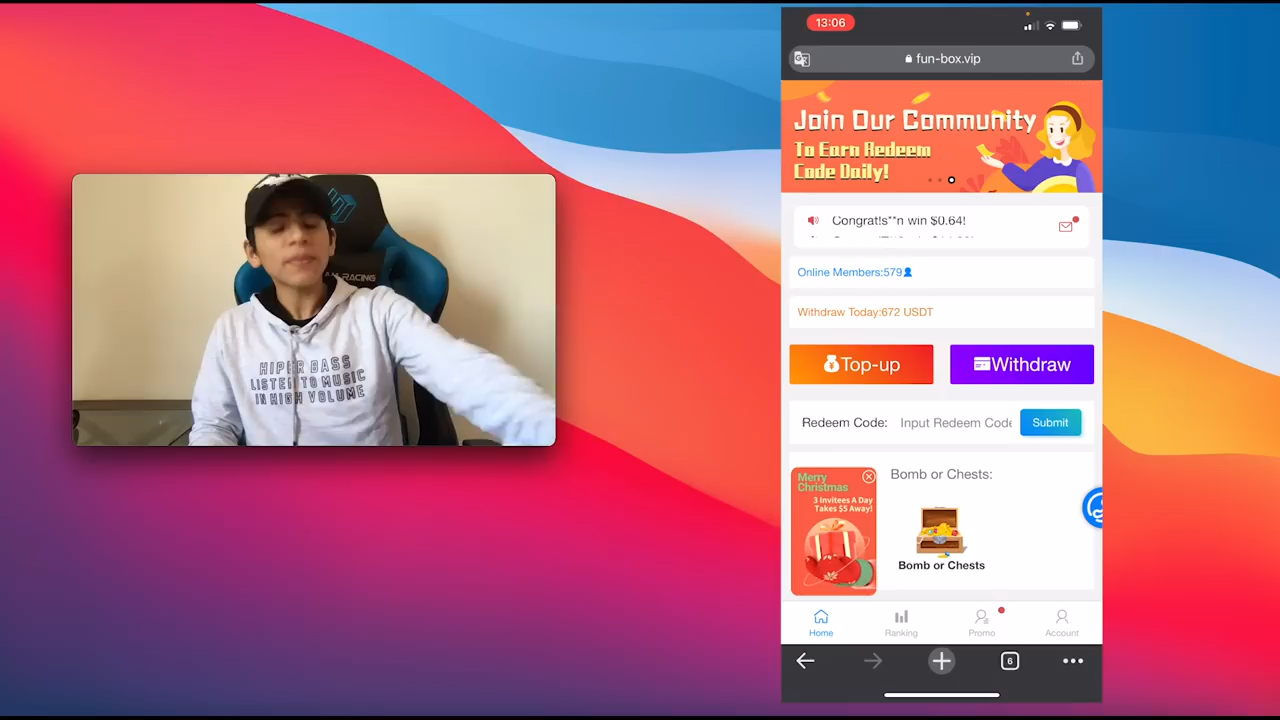 HIPER BASS
LISTEN TO MUSIC
IN HIGH VOLUME
RACING
13:06
fun-box.vip
Join Our Community
To Earn Redeem
Code Daily!
Congrat!s**n win $0.64!
Online Members:579
Withdraw Today:672 USDT
Top-up
Withdraw
Redeem Code:
Input Redeem Code
Submit
Merry
Christmas
3 Invitees A Day
Takes $5 Away!
Bomb or Chests:
Bomb or Chests
Home
Ranking
Promo
Account
6